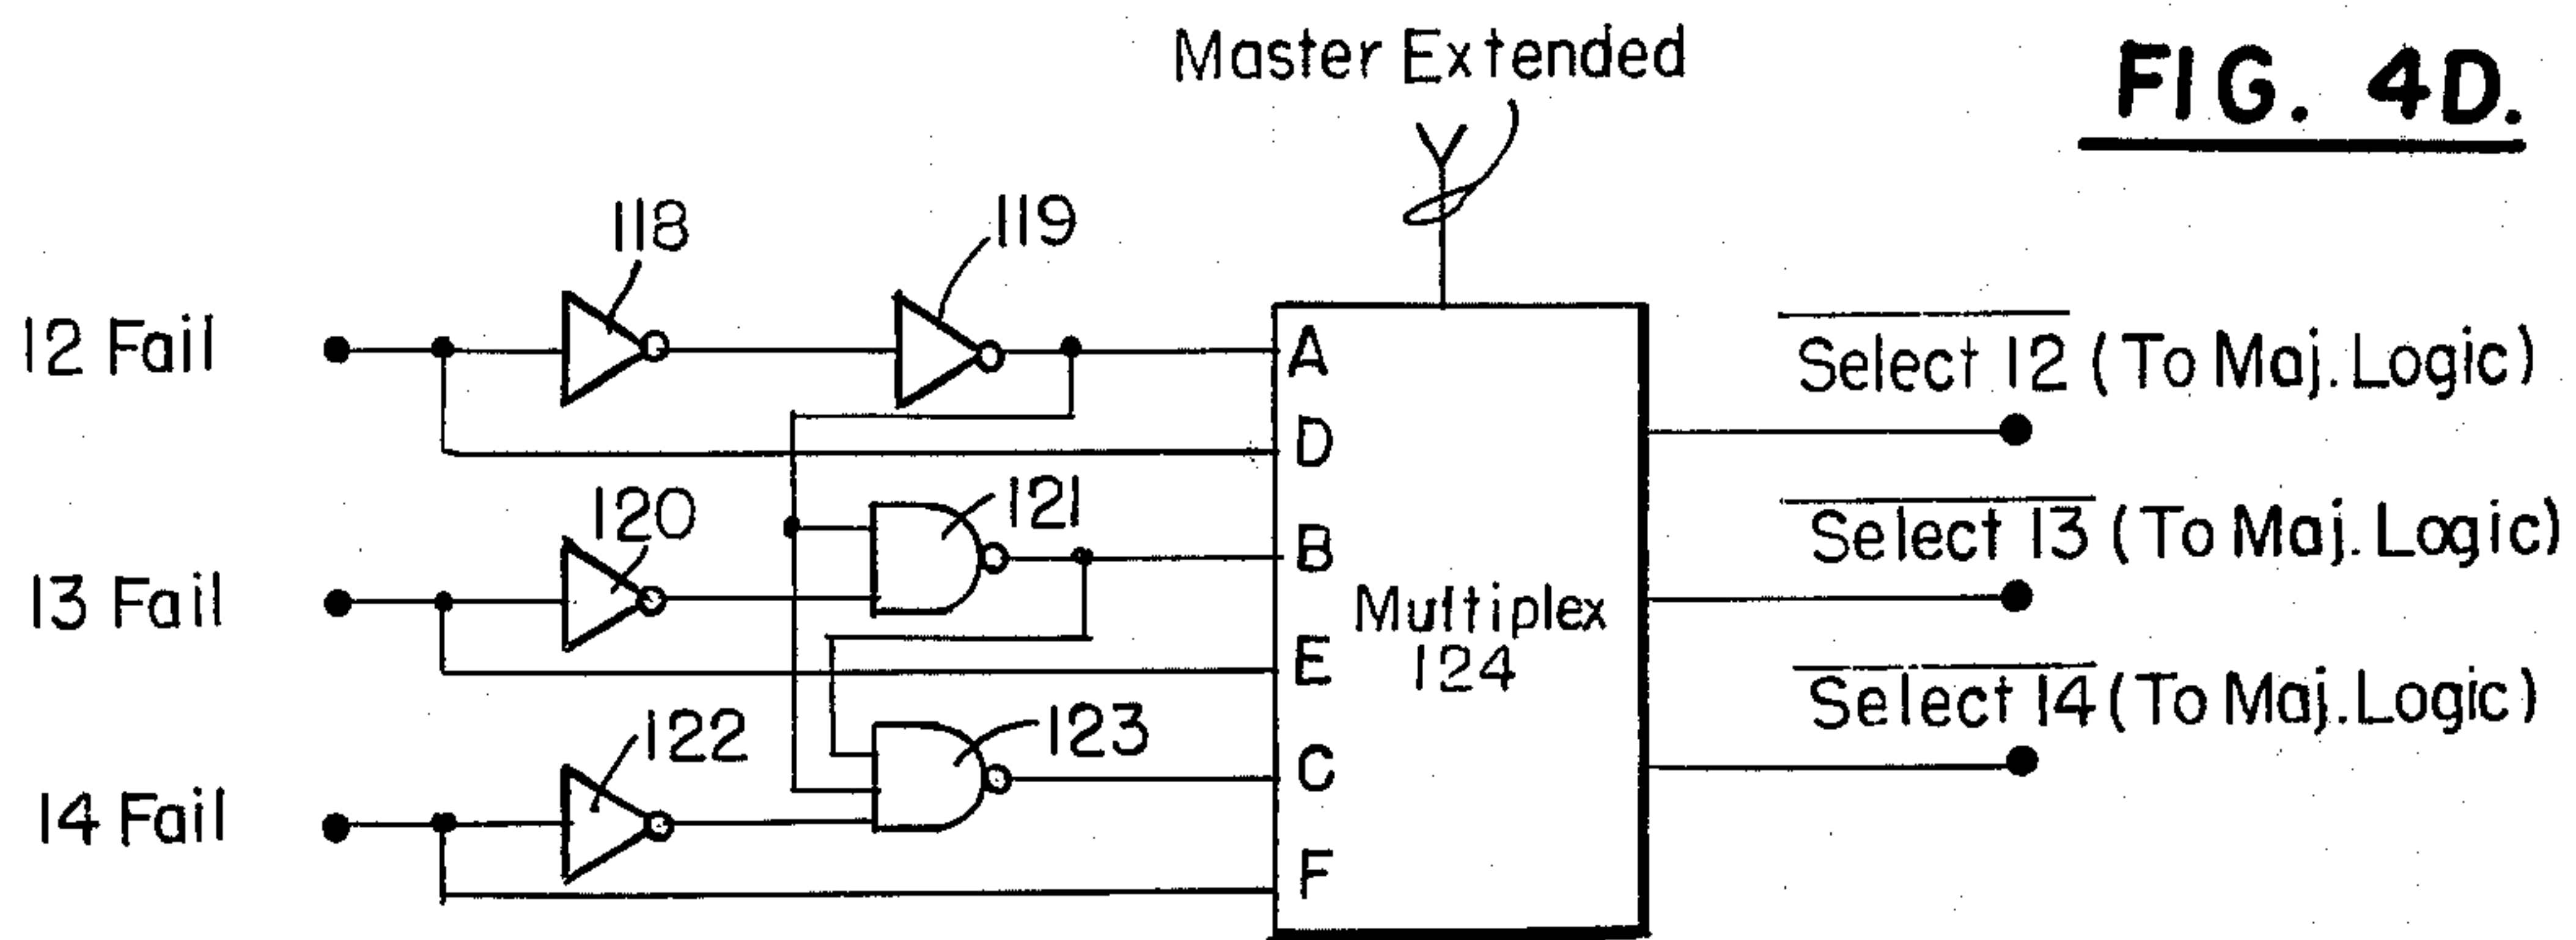 Master Extended
FIG. 4D.
118
119
12 Fail
A
Select 12 (To Maj. Logic)
D
120
121
13 Fail
B
Select 13 (To Maj. Logic)
Multiplex
124
E
122
123
14 Fail
C
Select 14 (To Maj. Logic)
F